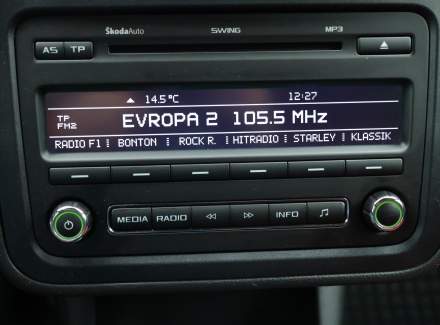 ŠkodaAuto SWING MP3
AS TP
14.5°C 12:27
TP
FM2
EVROPA 2 105.5 MHz
RADIO F1 BONTON ROCK R. HITRADIO STARLEY KLASSIK
MEDIA RADIO INFO